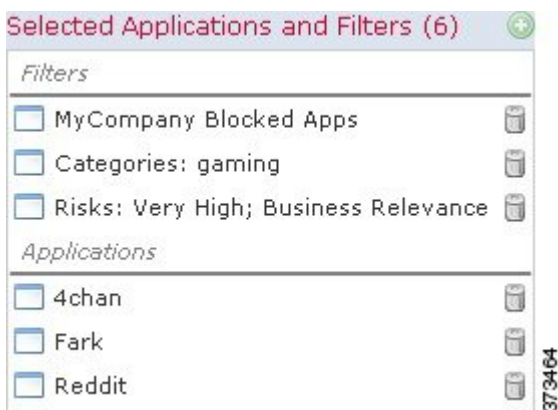 Selected Applications and Filters (6)
Filters
MyCompany Blocked Apps
Categories: gaming
Risks: Very High; Business Relevance
Applications
4chan
Fark
Reddit
373464